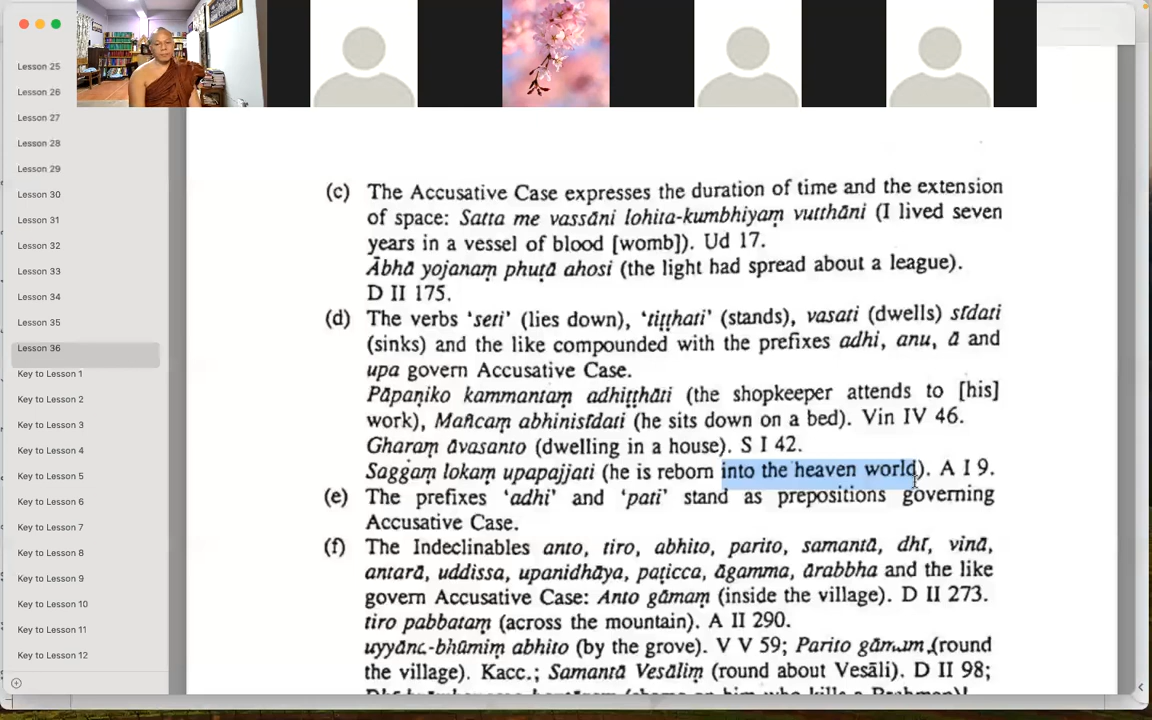 Lesson 25
Lesson 26
Lesson 27
Lesson 28
Lesson 29
Lesson 30
Lesson 31
Lesson 32
Lesson 33
Lesson 34
Lesson 35
Lesson 36
Key to Lesson 1
Key to Lesson 2
Key to Lesson 3
Key to Lesson 4
Key to Lesson 5
Key to Lesson 6
Key to Lesson 7
Key to Lesson 8
Key to Lesson 9
Key to Lesson 10
Key to Lesson 11
Key to Lesson 12
(c) The Accusative Case expresses the duration of time and the extension
of space: Satta me vassāni lohita-kumbhiyaṃ vutthāni (I lived seven
years in a vessel of blood [womb]). Ud 17.
Ābhā yojanaṃ phuṭā ahosi (the light had spread about a league).
D II 175.
(d) The verbs ‘seti’ (lies down), ‘tiṭṭhati’ (stands), vasati (dwells) sīdati
(sinks) and the like compounded with the prefixes adhi, anu, ā and
upa govern Accusative Case.
Pāpaṇiko kammantaṃ adhiṭṭhāti (the shopkeeper attends to [his]
work), Mañcaṃ abhinisīdati (he sits down on a bed). Vin IV 46.
Gharaṃ āvasanto (dwelling in a house). S I 42.
Saggaṃ lokaṃ upapajjati (he is reborn into the heaven world). A I 9.
(e) The prefixes ‘adhi’ and ‘pati’ stand as prepositions governing
Accusative Case.
(f) The Indeclinables anto, tiro, abhito, parito, samantā, dhī, vinā,
antarā, uddissa, upanidhāya, paṭicca, āgamma, ārabbha and the like
govern Accusative Case: Anto gāmaṃ (inside the village). D II 273.
tiro pabbataṃ (across the mountain). A II 290.
uyyāna-bhūmiṃ abhito (by the grove). V V 59; Parito gāmaṃ (round
the village). Kacc.; Samantā Vesāliṃ (round about Vesāli). D II 98;